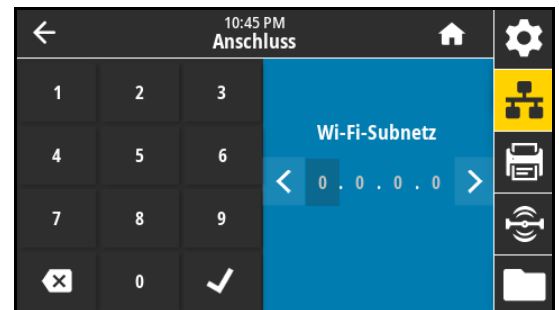 10:45 PM
Anschluss
1 2 3
4 5 6
7 8 9
0
Wi-Fi-Subnetz
0 . 0 . 0 . 0